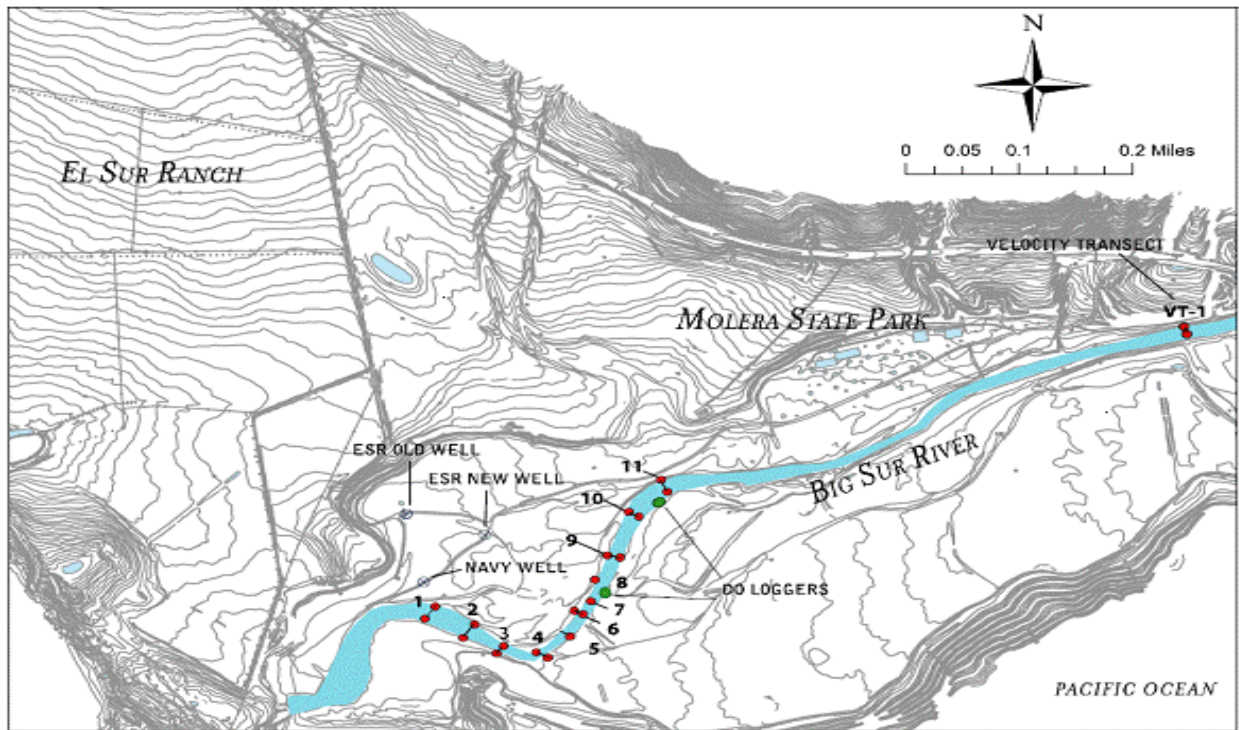 N
0 0.05 0.1 0.2 Miles
EL SUR RANCH
VELOCITY TRANSECT
VT-1
MOLERA STATE PARK
ESR OLD WELL
ESR NEW WELL
11
BIG SUR RIVER
10
9
NAVY WELL
8
DO LOGGERS
7
1
2
6
3
4
5
PACIFIC OCEAN